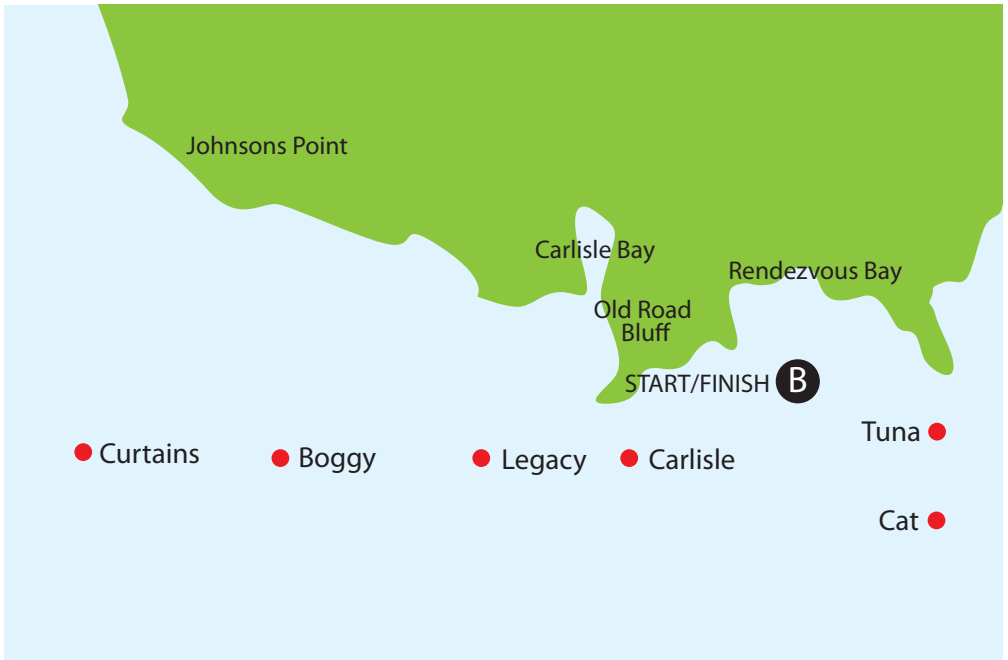 Johnsons Point
Carlisle Bay
Rendezvous Bay
Old Road
Bluff
START/FINISH B
Tuna
Curtains
Boggy
Legacy
Carlisle
Cat